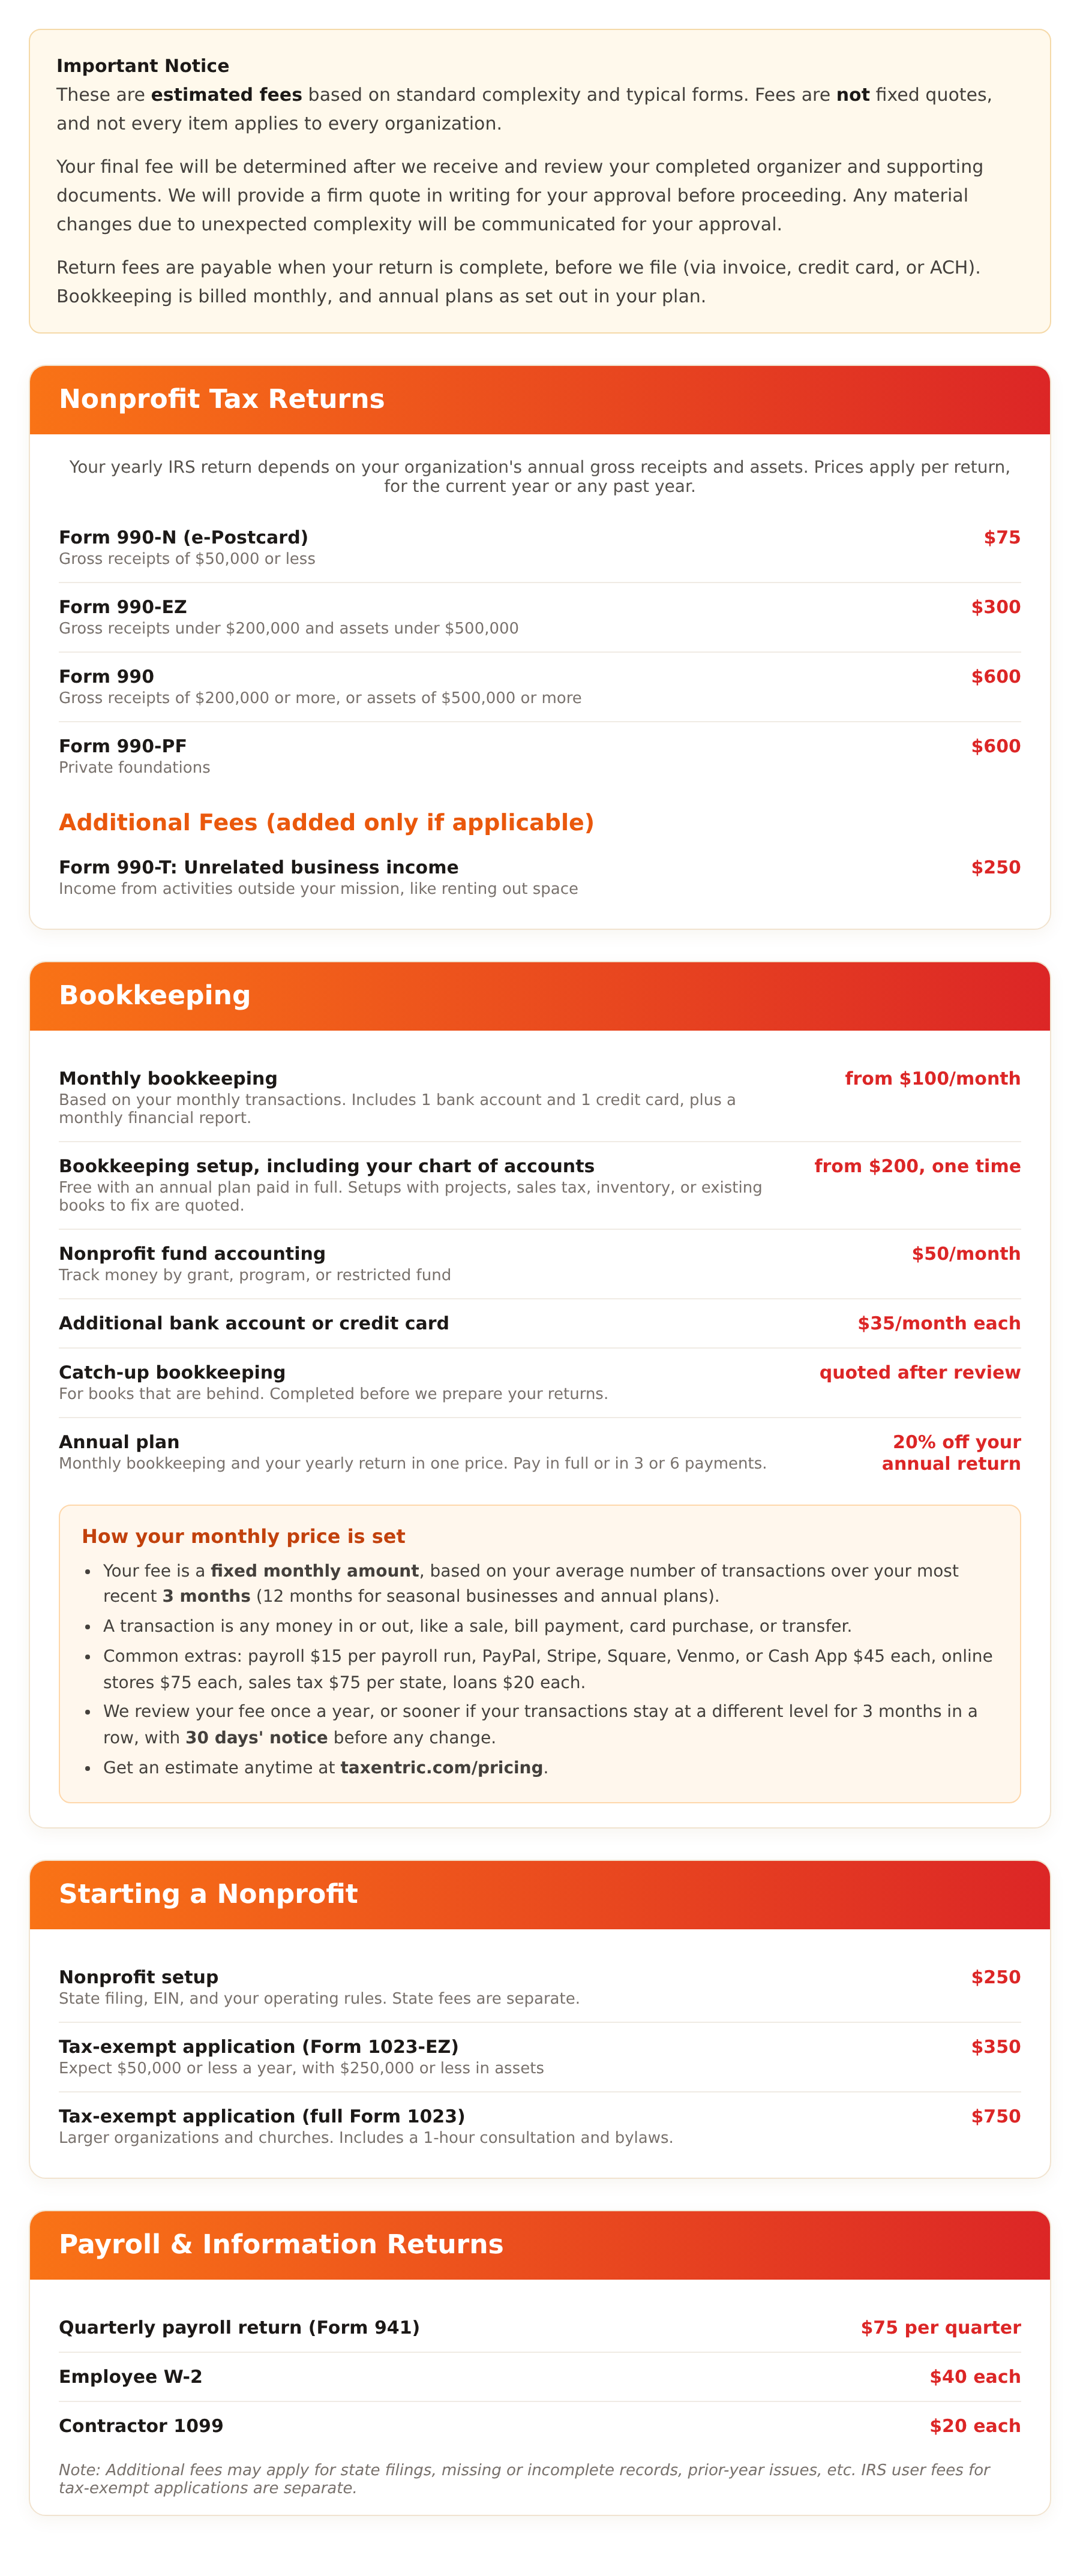 Important Notice
These are estimated fees based on standard complexity and typical forms. Fees are not fixed quotes,
and not every item applies to every organization.
Your final fee will be determined after we receive and review your completed organizer and supporting
documents. We will provide a firm quote in writing for your approval before proceeding. Any material
changes due to unexpected complexity will be communicated for your approval.
Return fees are payable when your return is complete, before we file (via invoice, credit card, or ACH).
Bookkeeping is billed monthly, and annual plans as set out in your plan.
Nonprofit Tax Returns
Your yearly IRS return depends on your organization's annual gross receipts and assets. Prices apply per return,
for the current year or any past year.
Form 990-N (e-Postcard) $75
Gross receipts of $50,000 or less
Form 990-EZ $300
Gross receipts under $200,000 and assets under $500,000
Form 990 $600
Gross receipts of $200,000 or more, or assets of $500,000 or more
Form 990-PF $600
Private foundations
Additional Fees (added only if applicable)
Form 990-T: Unrelated business income $250
Income from activities outside your mission, like renting out space
Bookkeeping
Monthly bookkeeping from $100/month
Based on your monthly transactions. Includes 1 bank account and 1 credit card, plus a
monthly financial report.
Bookkeeping setup, including your chart of accounts from $200, one time
Free with an annual plan paid in full. Setups with projects, sales tax, inventory, or existing
books to fix are quoted.
Nonprofit fund accounting $50/month
Track money by grant, program, or restricted fund
Additional bank account or credit card $35/month each
Catch-up bookkeeping quoted after review
For books that are behind. Completed before we prepare your returns.
Annual plan 20% off your
Monthly bookkeeping and your yearly return in one price. Pay in full or in 3 or 6 payments. annual return
How your monthly price is set
• Your fee is a fixed monthly amount, based on your average number of transactions over your most
recent 3 months (12 months for seasonal businesses and annual plans).
• A transaction is any money in or out, like a sale, bill payment, card purchase, or transfer.
• Common extras: payroll $15 per payroll run, PayPal, Stripe, Square, Venmo, or Cash App $45 each, online
stores $75 each, sales tax $75 per state, loans $20 each.
• We review your fee once a year, or sooner if your transactions stay at a different level for 3 months in a
row, with 30 days' notice before any change.
• Get an estimate anytime at taxentric.com/pricing.
Starting a Nonprofit
Nonprofit setup $250
State filing, EIN, and your operating rules. State fees are separate.
Tax-exempt application (Form 1023-EZ) $350
Expect $50,000 or less a year, with $250,000 or less in assets
Tax-exempt application (full Form 1023) $750
Larger organizations and churches. Includes a 1-hour consultation and bylaws.
Payroll & Information Returns
Quarterly payroll return (Form 941) $75 per quarter
Employee W-2 $40 each
Contractor 1099 $20 each
Note: Additional fees may apply for state filings, missing or incomplete records, prior-year issues, etc. IRS user fees for
tax-exempt applications are separate.